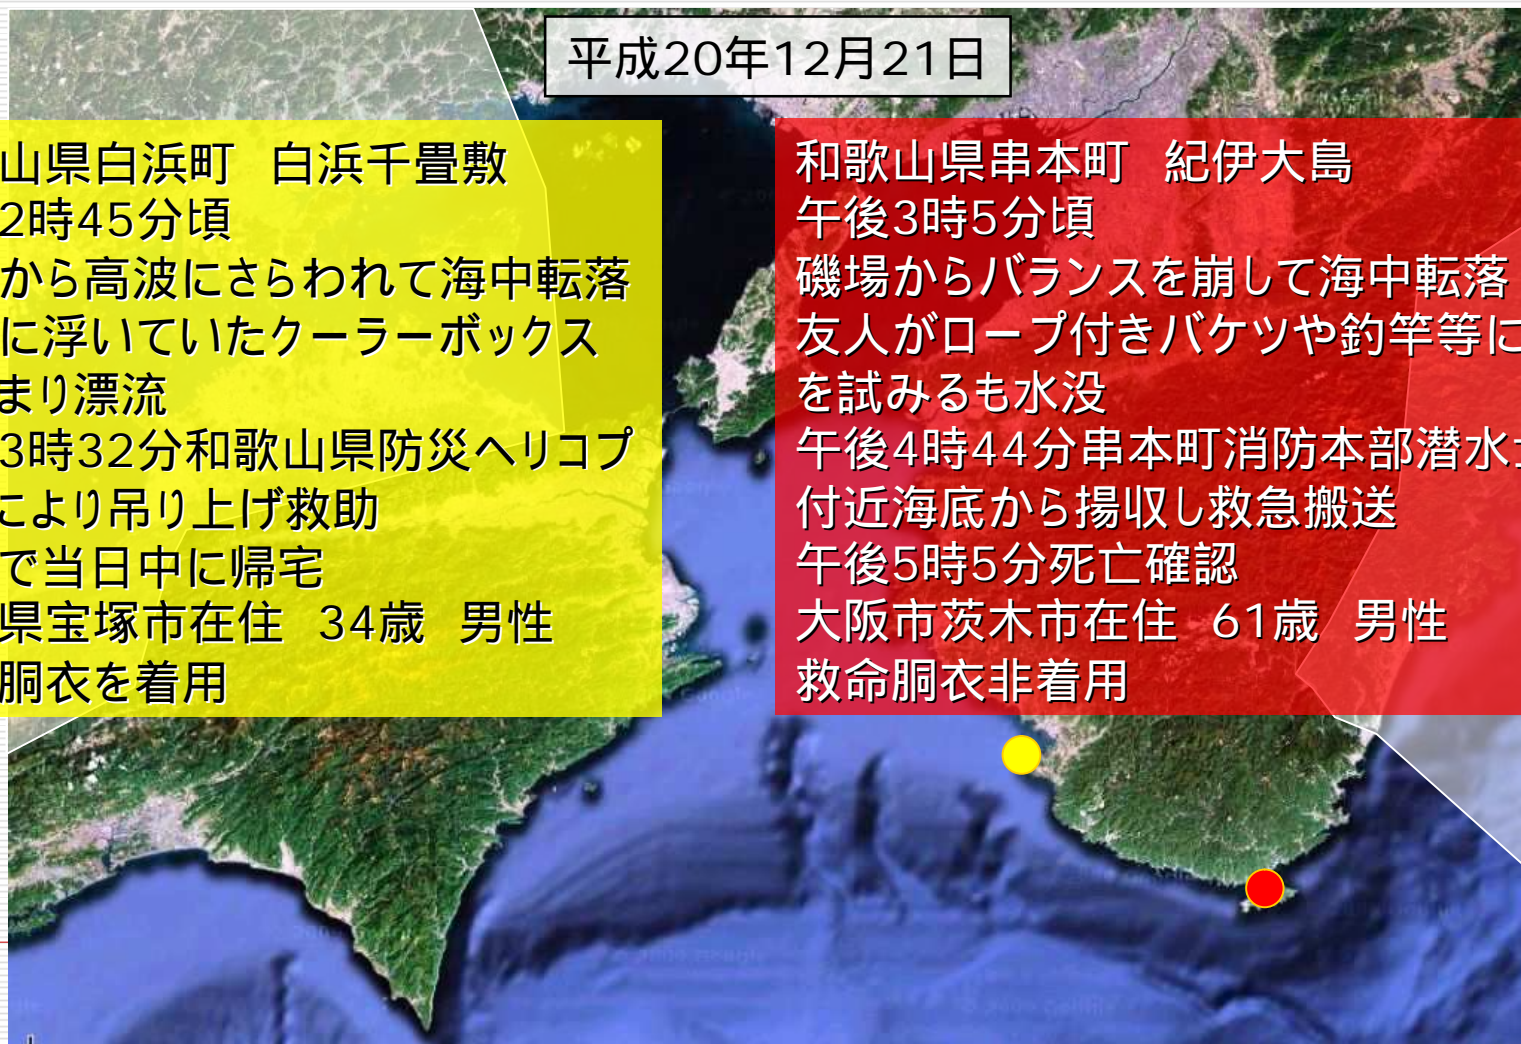 平成20年12月21日
山県白浜町　白浜千畳敷
2時45分頃
から高波にさらわれて海中転落
に浮いていたクーラーボックス
まり漂流
3時32分和歌山県防災ヘリコプ
により吊り上げ救助
で当日中に帰宅
県宝塚市在住　34歳　男性
胴衣を着用
和歌山県串本町　紀伊大島
午後3時5分頃
磯場からバランスを崩して海中転落
友人がロープ付きバケツや釣竿等に
を試みるも水没
午後4時44分串本町消防本部潜水
付近海底から揚収し救急搬送
午後5時5分死亡確認
大阪市茨木市在住　61歳　男性
救命胴衣非着用